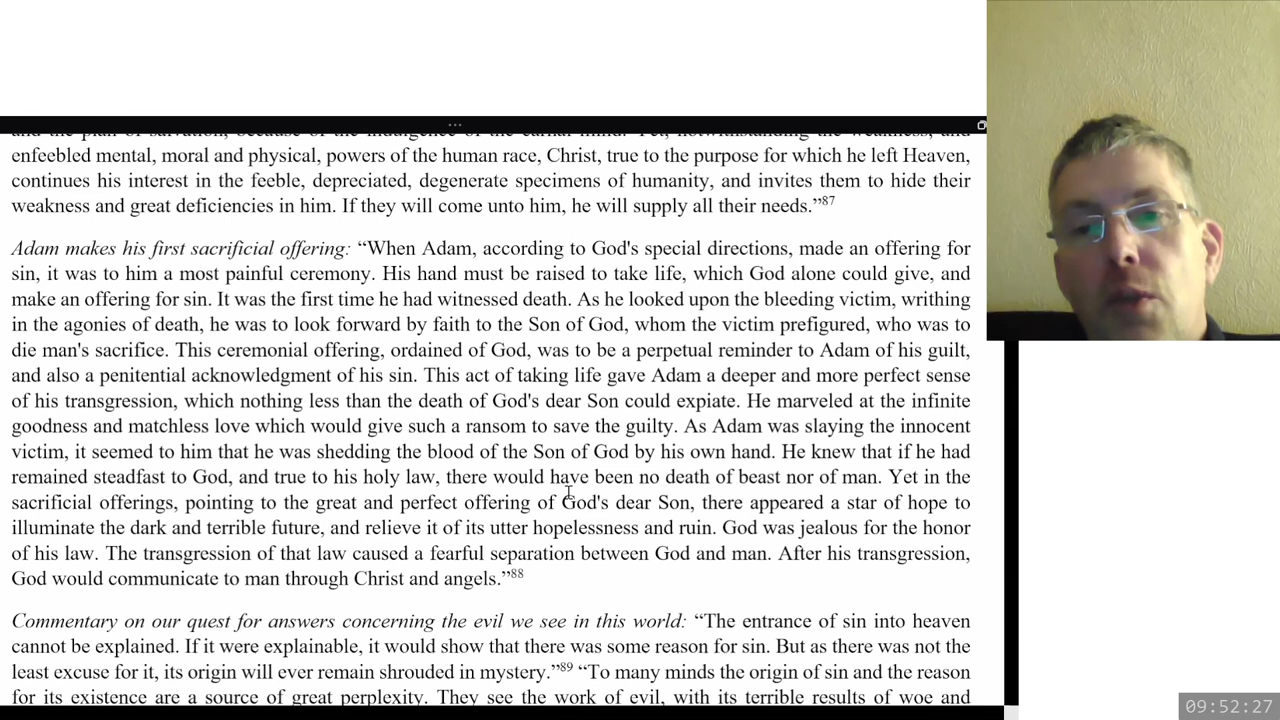 and the plan of salvation, because of the indulgence of the carnal mind. Yet, notwithstanding the weakness, and
enfeebled mental, moral and physical, powers of the human race, Christ, true to the purpose for which he left Heaven,
continues his interest in the feeble, depreciated, degenerate specimens of humanity, and invites them to hide their
weakness and great deficiencies in him. If they will come unto him, he will supply all their needs.”87
Adam makes his first sacrificial offering: “When Adam, according to God's special directions, made an offering for
sin, it was to him a most painful ceremony. His hand must be raised to take life, which God alone could give, and
make an offering for sin. It was the first time he had witnessed death. As he looked upon the bleeding victim, writhing
in the agonies of death, he was to look forward by faith to the Son of God, whom the victim prefigured, who was to
die man's sacrifice. This ceremonial offering, ordained of God, was to be a perpetual reminder to Adam of his guilt,
and also a penitential acknowledgment of his sin. This act of taking life gave Adam a deeper and more perfect sense
of his transgression, which nothing less than the death of God's dear Son could expiate. He marveled at the infinite
goodness and matchless love which would give such a ransom to save the guilty. As Adam was slaying the innocent
victim, it seemed to him that he was shedding the blood of the Son of God by his own hand. He knew that if he had
remained steadfast to God, and true to his holy law, there would have been no death of beast nor of man. Yet in the
sacrificial offerings, pointing to the great and perfect offering of God's dear Son, there appeared a star of hope to
illuminate the dark and terrible future, and relieve it of its utter hopelessness and ruin. God was jealous for the honor
of his law. The transgression of that law caused a fearful separation between God and man. After his transgression,
God would communicate to man through Christ and angels.”88
Commentary on our quest for answers concerning the evil we see in this world: “The entrance of sin into heaven
cannot be explained. If it were explainable, it would show that there was some reason for sin. But as there was not the
least excuse for it, its origin will ever remain shrouded in mystery.”89 “To many minds the origin of sin and the reason
for its existence are a source of great perplexity. They see the work of evil, with its terrible results of woe and
09:52:27